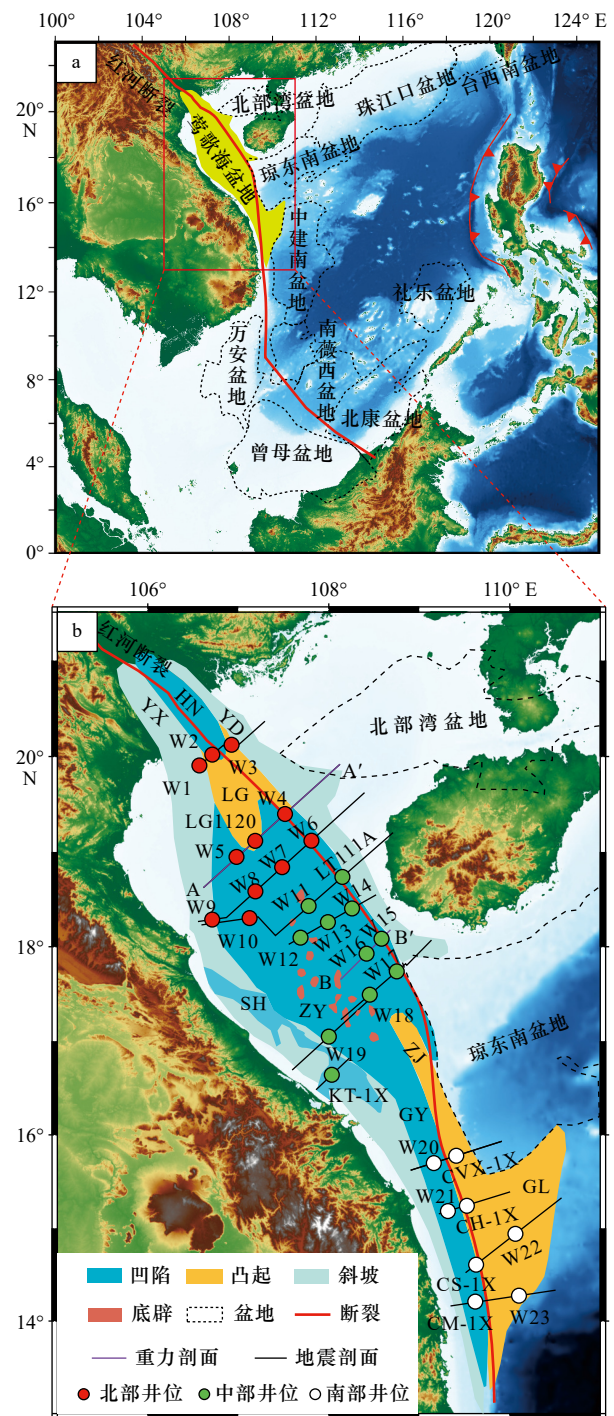 100° 104° 108° 112° 116° 120° 124° E
a
20°
N
16°
12°
8°
4°
0°
红河断裂
北部湾盆地
珠江口盆地
台西南盆地
莺歌海盆地
琼东南盆地
中建南盆地
礼乐盆地
万安盆地
南薇西盆地
北康盆地
曾母盆地
106° 108° 110° E
b
20°
N
18°
16°
14°
红河断裂
HN
YX
YD
北部湾盆地
W2
W3
W1
A′
LG
W4
LG1120
W6
W5
W7
LT111A
A
W8
W9
W11
W14
W10
W13
W15
W12
W16
B′
B
W17
SH
ZY
W18
琼东南盆地
ZJ
W19
KT-1X
GY
W20
CVX-1X
W21
GL
CH-1X
W22
CS-1X
W23
CM-1X
凹陷 凸起 斜坡
底辟 盆地 断裂
重力剖面 地震剖面
北部井位 中部井位 南部井位